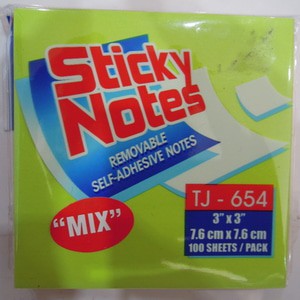 Sticky
Notes
REMOVABLE
SELF-ADHESIVE NOTES
"MIX"
TJ - 654
3" x 3"
7.6 cm x 7.6 cm
100 SHEETS / PACK